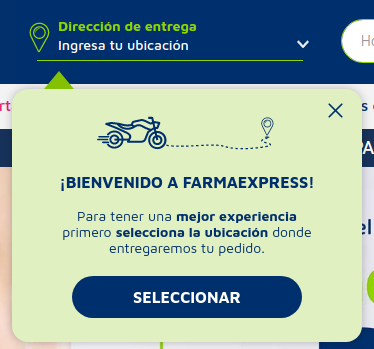 Dirección de entrega
Ingresa tu ubicación
¡BIENVENIDO A FARMAEXPRESS!
Para tener una mejor experiencia
primero selecciona la ubicación donde
entregaremos tu pedido.
SELECCIONAR